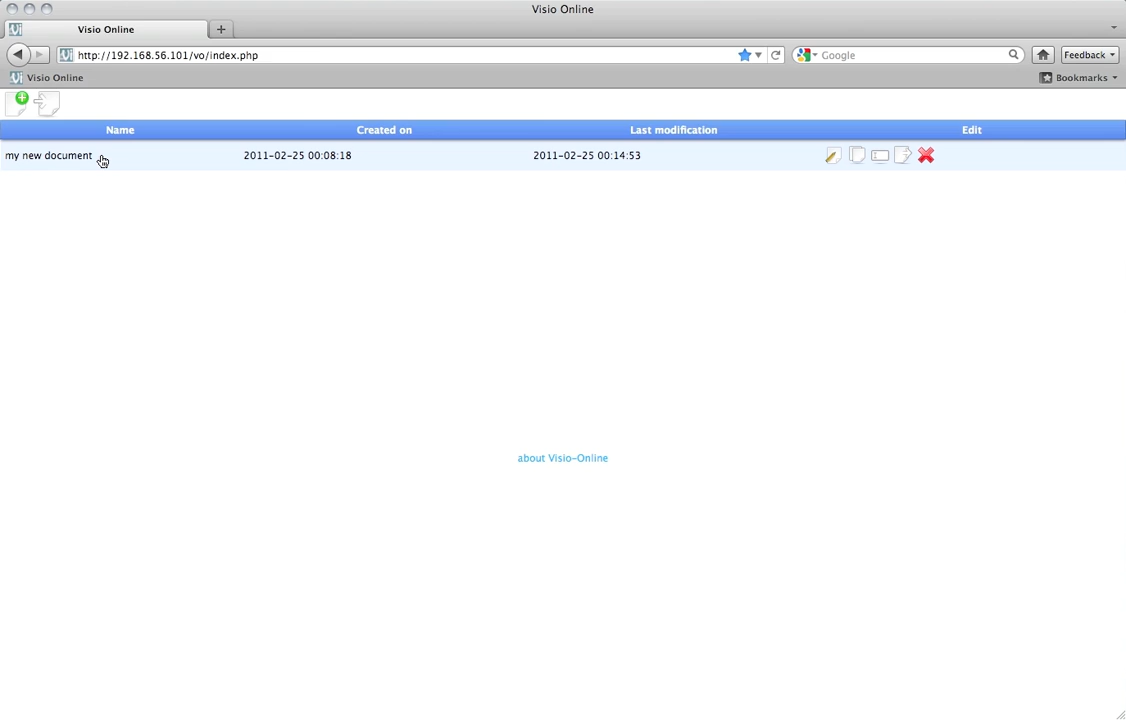 Visio Online
Visio Online
http://192.168.56.101/vo/index.php
Google
Feedback
Visio Online
Bookmarks
Name Created on Last modification Edit
my new document 2011-02-25 00:08:18 2011-02-25 00:14:53
about Visio-Online